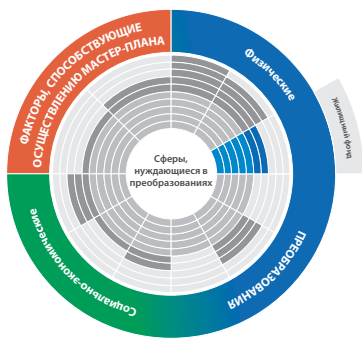 ФАКТОРЫ, СПОСОБСТВУЮЩИЕ
ОСУЩЕСТВЛЕНИЮ МАСТЕР-ПЛАНА
Физические
Жилищный фонд
Сферы,
нуждающиеся в
преобразованиях
Социально-экономические
ПРЕОБРАЗОВАНИЯ